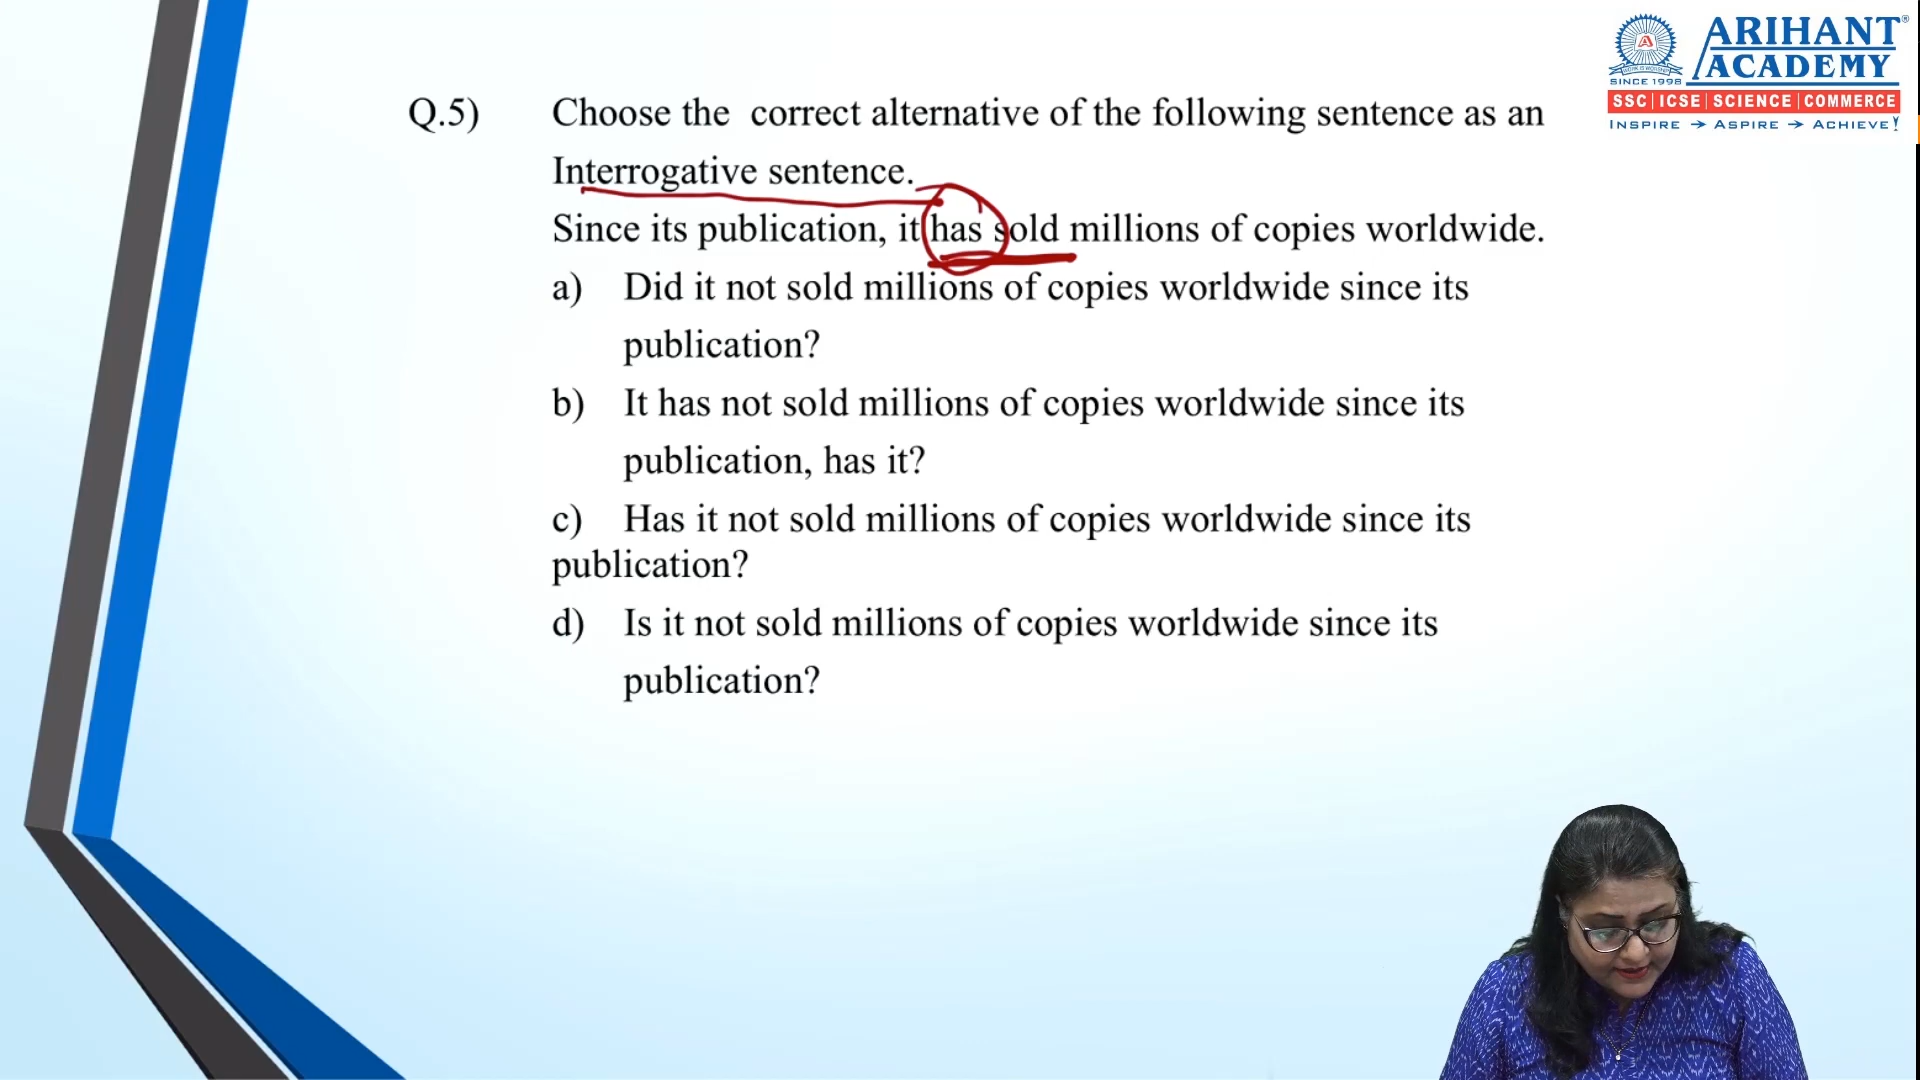 ARIHANT®
ACADEMY
SINCE 1998
SSC | ICSE | SCIENCE | COMMERCE
INSPIRE → ASPIRE → ACHIEVE!
Q.5) Choose the correct alternative of the following sentence as an
Interrogative sentence.
Since its publication, it has sold millions of copies worldwide.
a) Did it not sold millions of copies worldwide since its
publication?
b) It has not sold millions of copies worldwide since its
publication, has it?
c) Has it not sold millions of copies worldwide since its
publication?
d) Is it not sold millions of copies worldwide since its
publication?